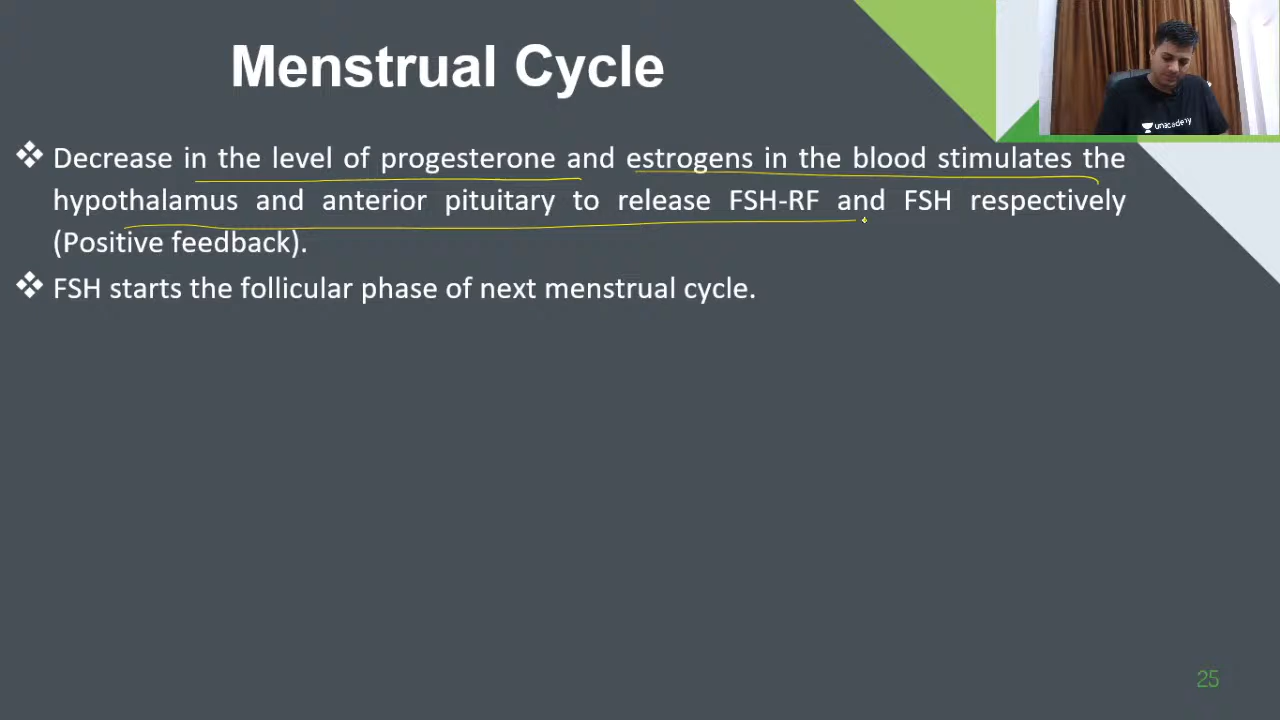 Menstrual Cycle
unacademy
❖ Decrease in the level of progesterone and estrogens in the blood stimulates the
hypothalamus and anterior pituitary to release FSH-RF and FSH respectively
(Positive feedback).
❖ FSH starts the follicular phase of next menstrual cycle.
25